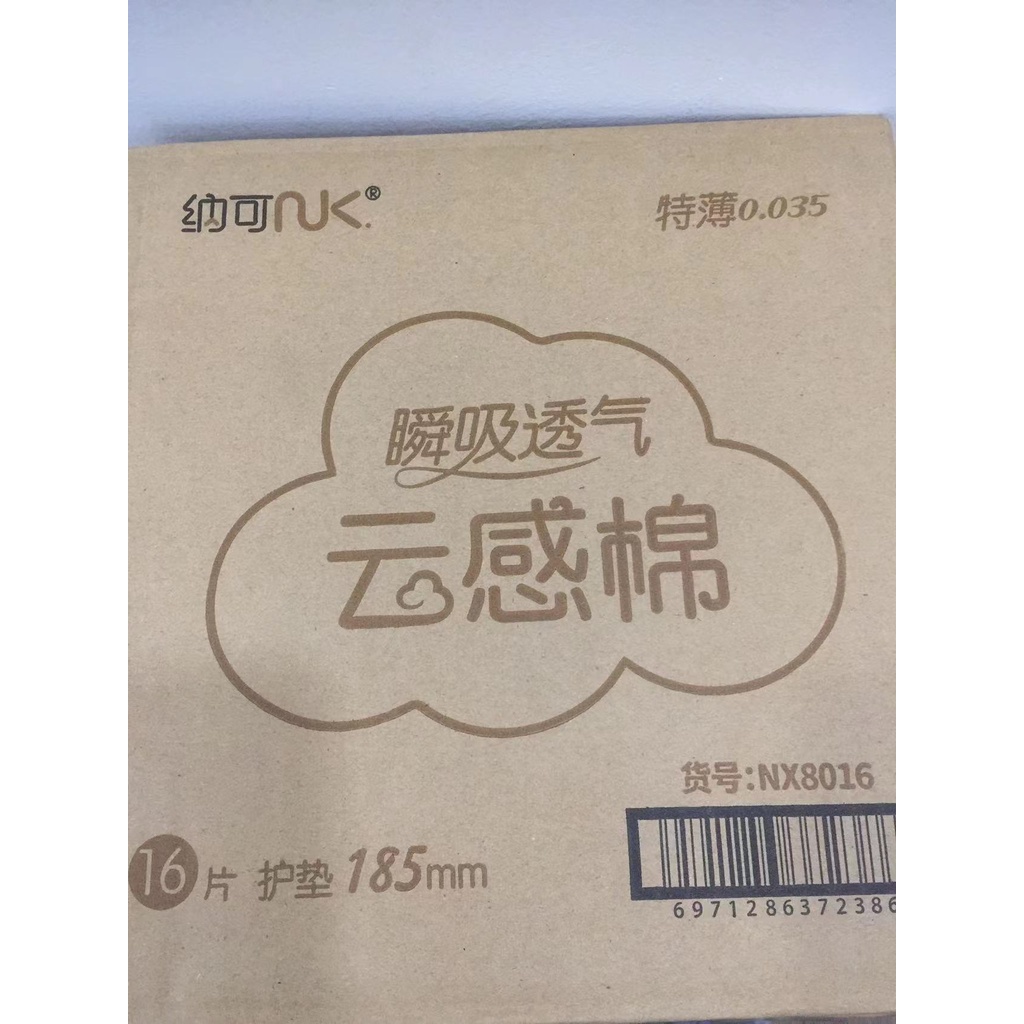 纳可NK.®
特薄0.035
瞬吸透气
云感棉
货号:NX8016
16片 护垫 185mm
697128637238